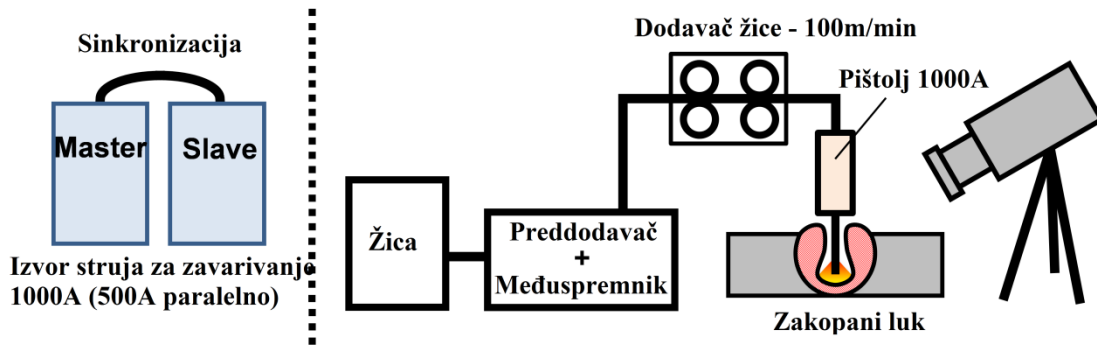 Sinkronizacija
Master
Slave
Izvor struja za zavarivanje
1000A (500A paralelno)
Žica
Preddodavač
+
Međuspremnik
Dodavač žice - 100m/min
Pištolj 1000A
Zakopani luk